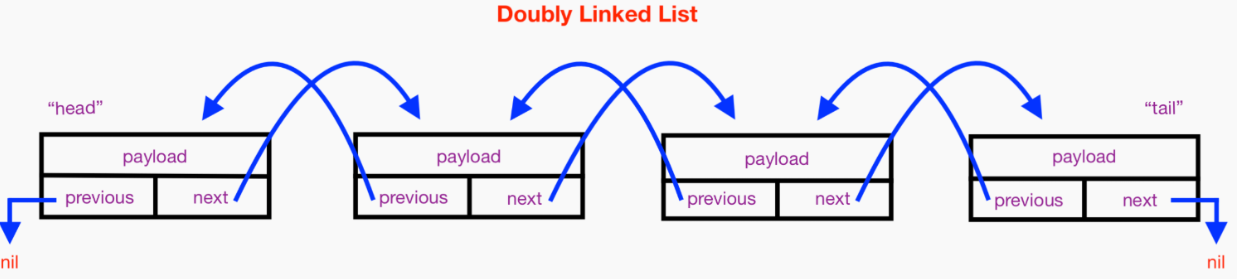 Doubly Linked List
“head”
“tail”
payload
payload
payload
payload
previous next
previous next
previous next
previous next
nil
nil